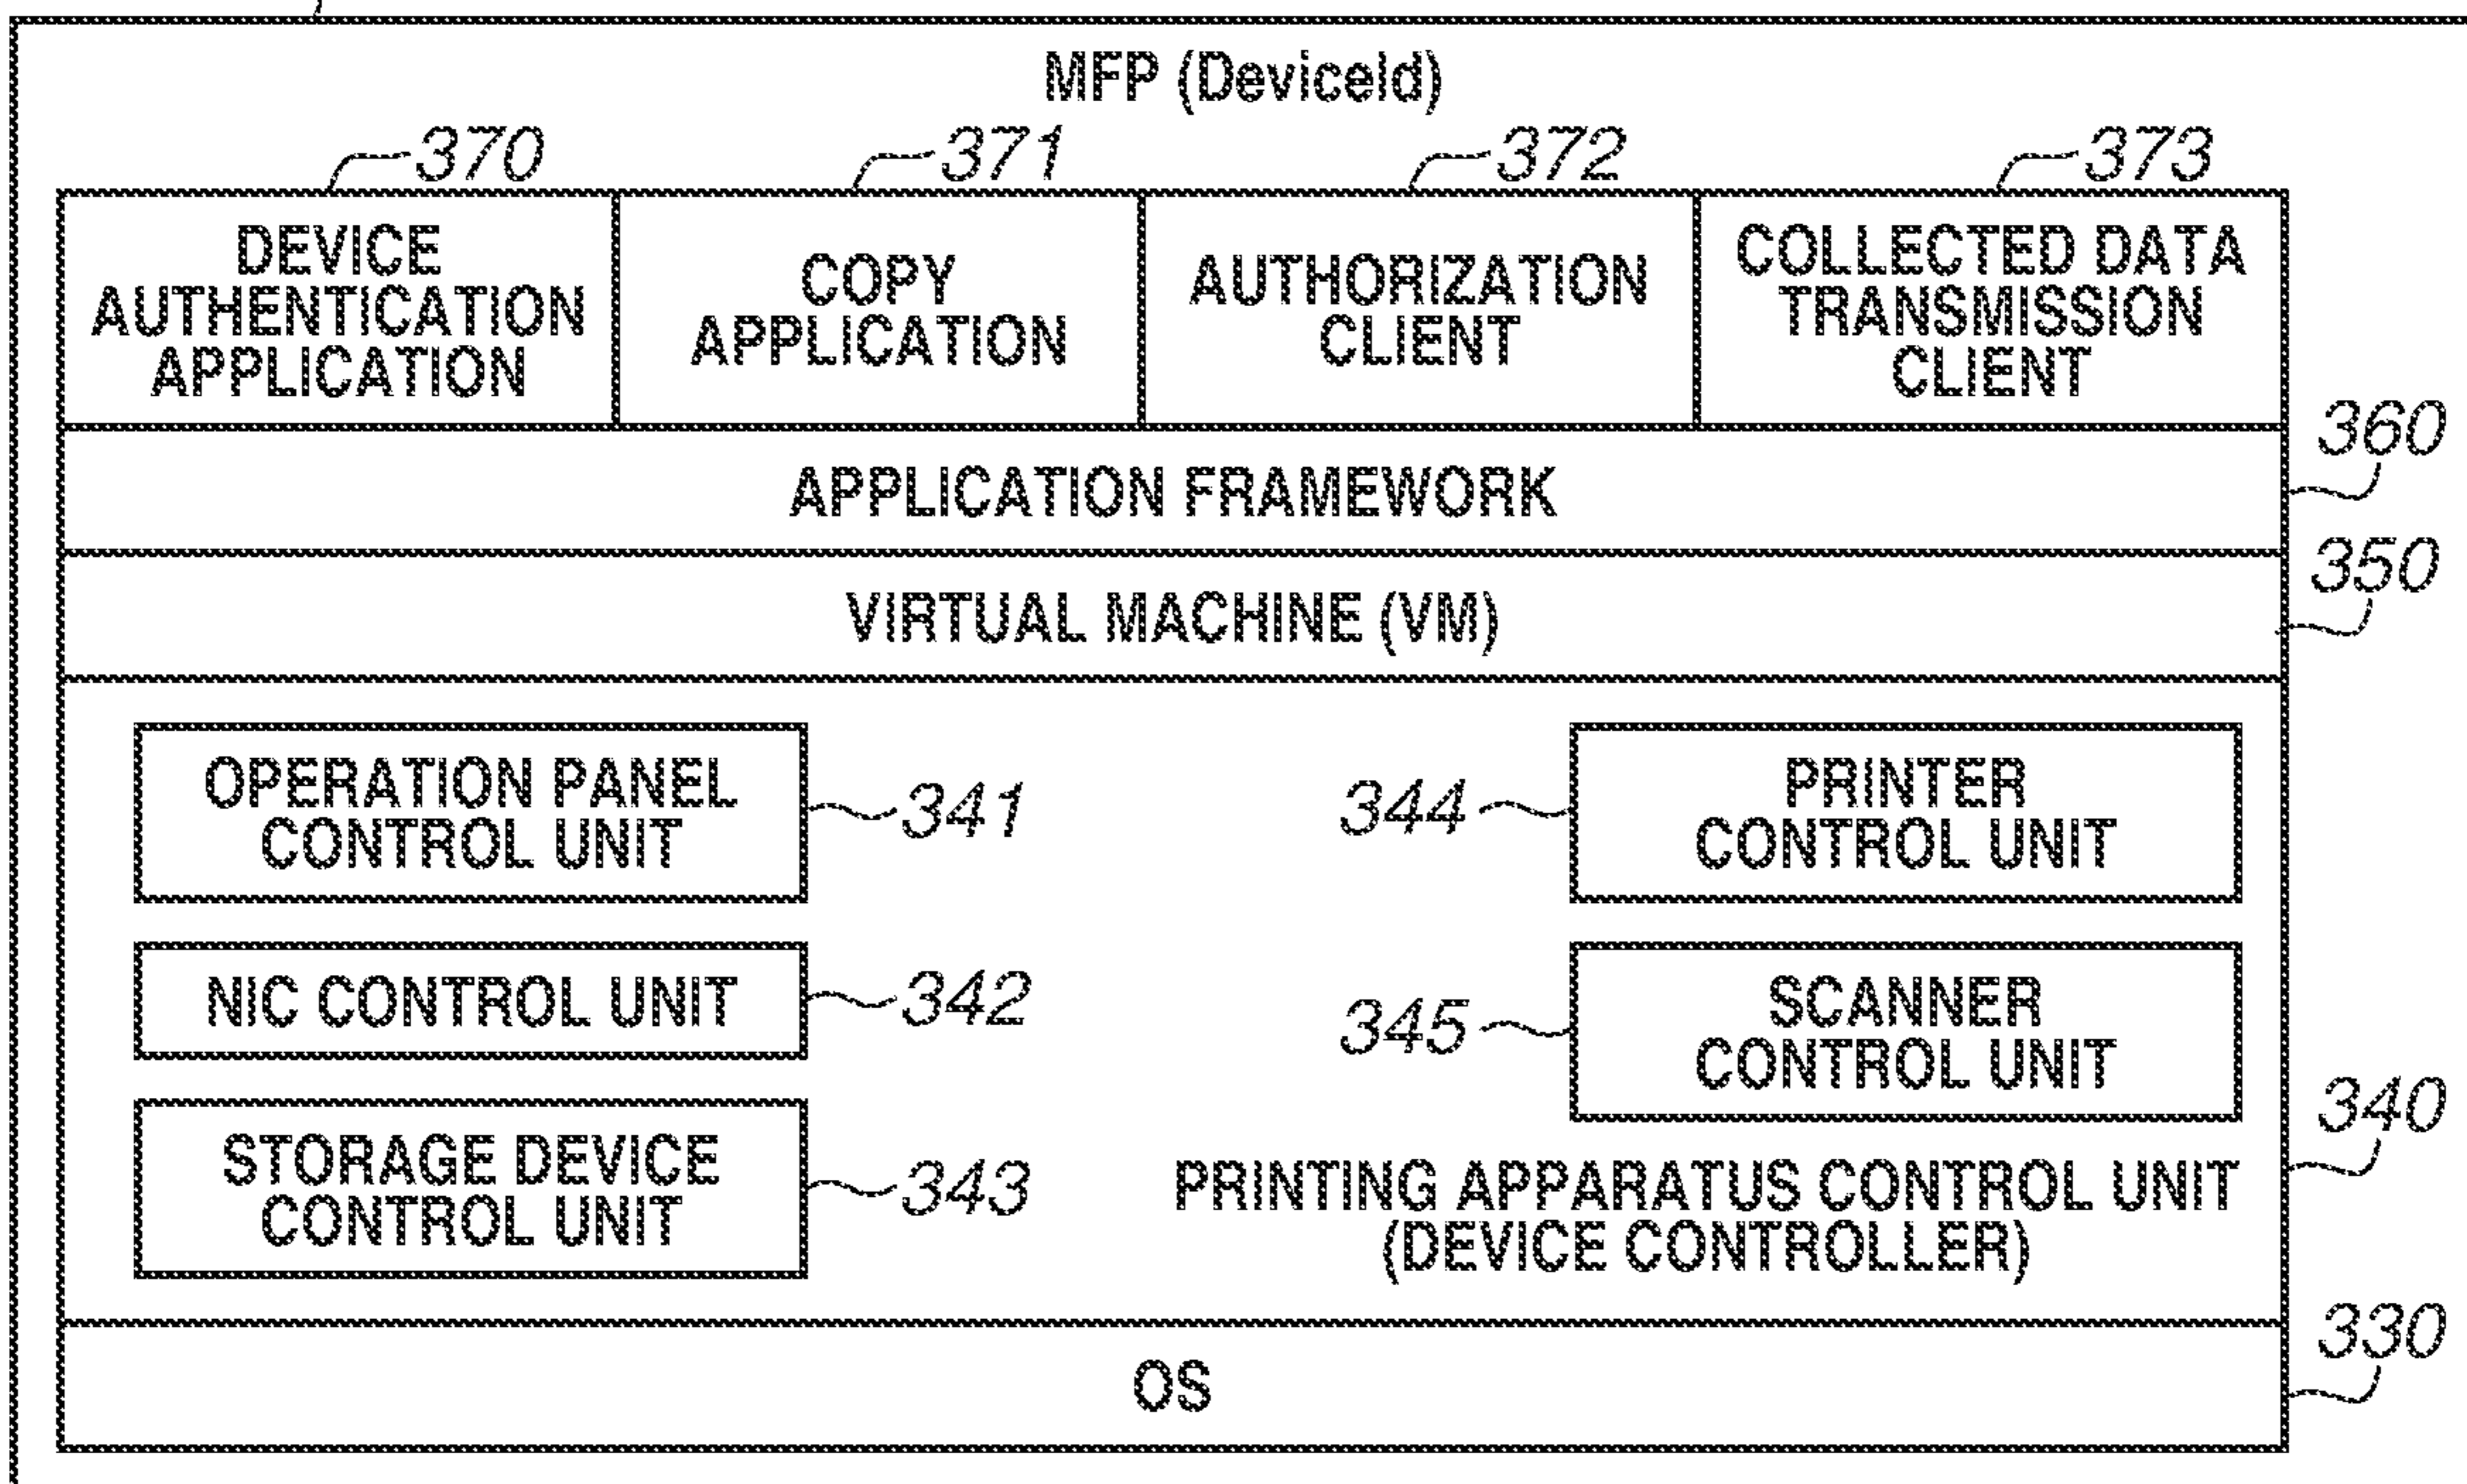 MFP (DeviceId)
370
371
372
373
DEVICE
AUTHENTICATION
APPLICATION
COPY
APPLICATION
AUTHORIZATION
CLIENT
COLLECTED DATA
TRANSMISSION
CLIENT
360
APPLICATION FRAMEWORK
350
VIRTUAL MACHINE (VM)
OPERATION PANEL
CONTROL UNIT
341
344
PRINTER
CONTROL UNIT
NIC CONTROL UNIT
342
345
SCANNER
CONTROL UNIT
STORAGE DEVICE
CONTROL UNIT
343
340
PRINTING APPARATUS CONTROL UNIT
(DEVICE CONTROLLER)
330
OS